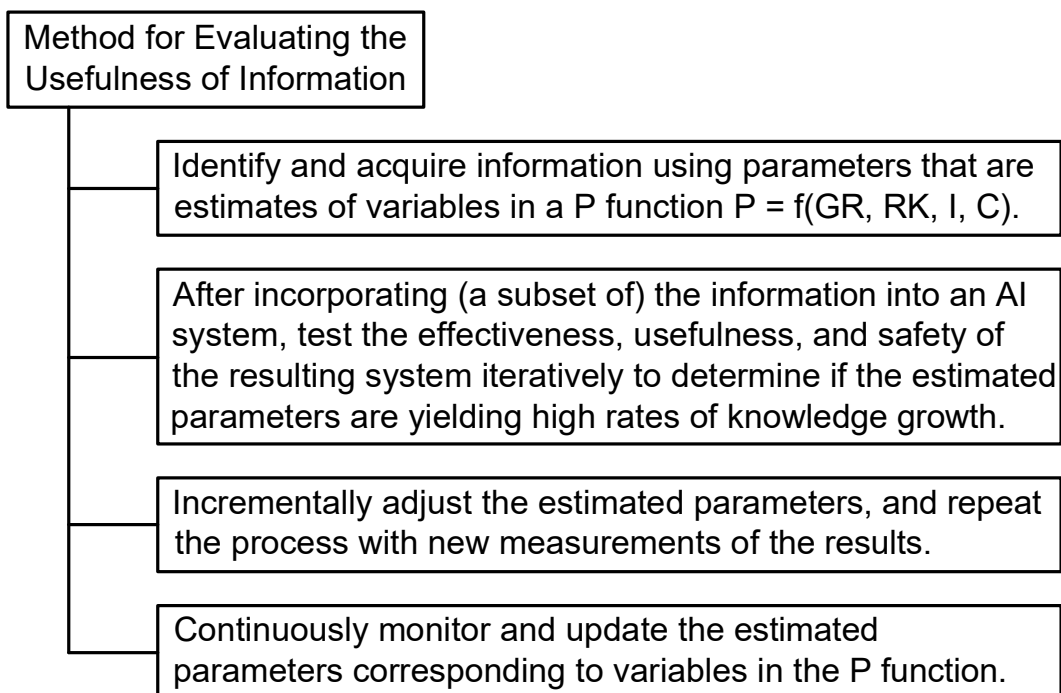 Method for Evaluating the
Usefulness of Information
Identify and acquire information using parameters that are
estimates of variables in a P function P = f(GR, RK, I, C).
After incorporating (a subset of) the information into an AI
system, test the effectiveness, usefulness, and safety of
the resulting system iteratively to determine if the estimated
parameters are yielding high rates of knowledge growth.
Incrementally adjust the estimated parameters, and repeat
the process with new measurements of the results.
Continuously monitor and update the estimated
parameters corresponding to variables in the P function.